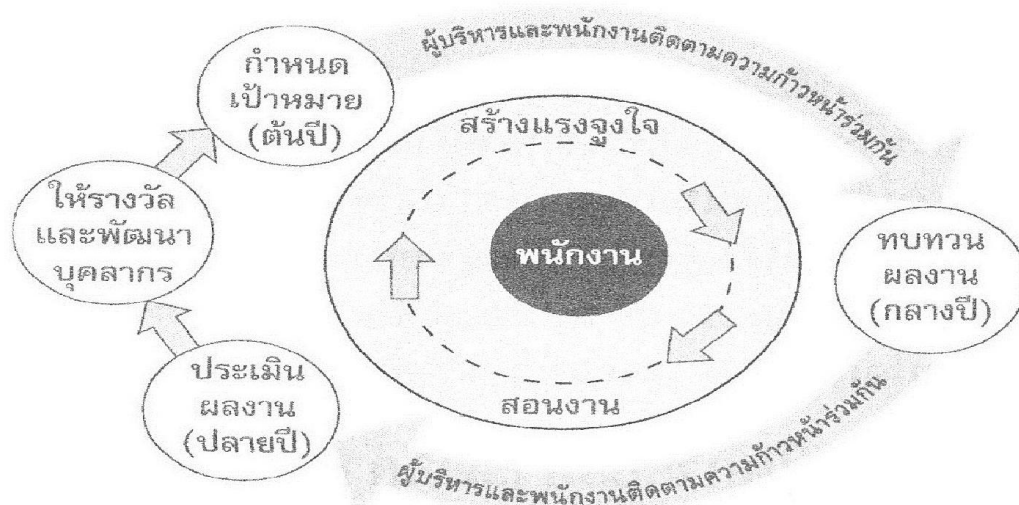 ผู้บริหารและพนักงานติดตามความก้าวหน้าร่วมกัน
กำหนด
เป้าหมาย
(ต้นปี)
สร้างแรงจูงใจ
ให้รางวัล
และพัฒนา
บุคลากร
พนักงาน
ทบทวน
ผลงาน
(กลางปี)
ประเมิน
ผลงาน
(ปลายปี)
สอนงาน
ผู้บริหารและพนักงานติดตามความก้าวหน้าร่วมกัน